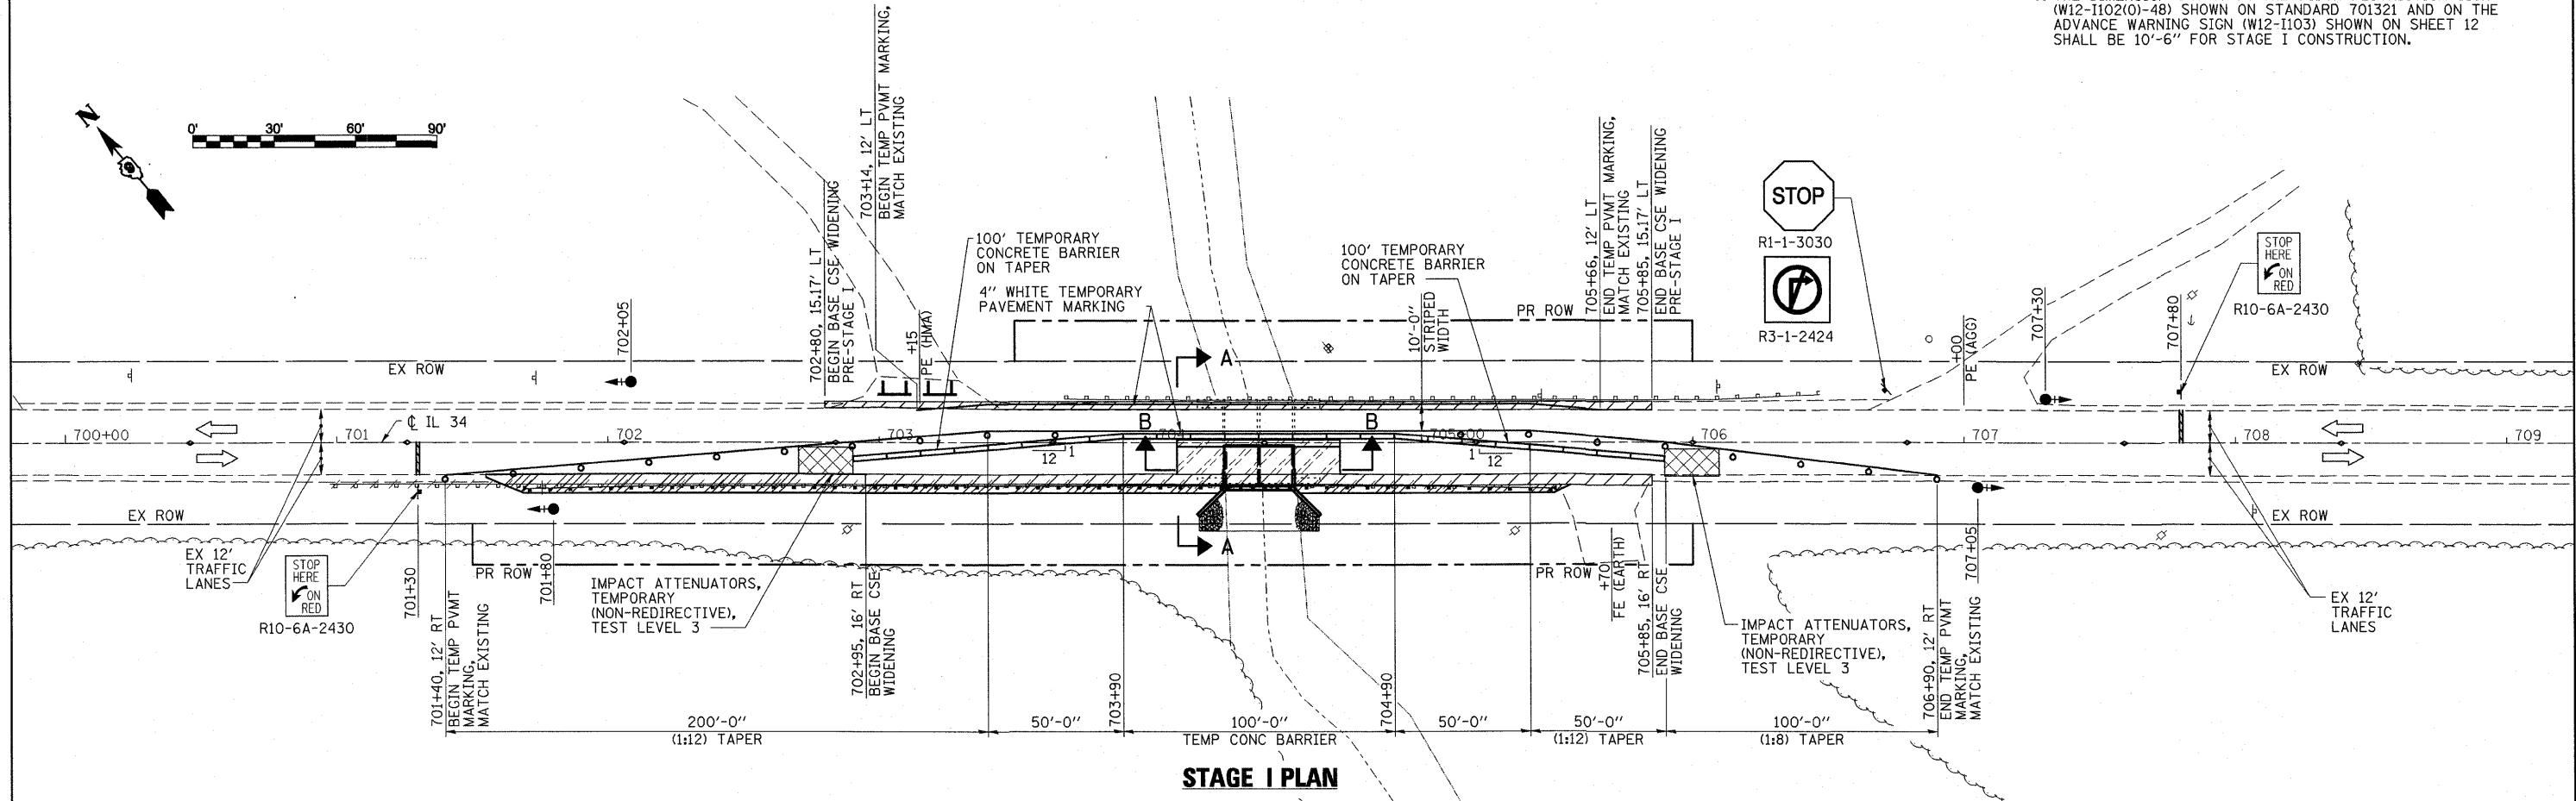 (W12-I102(O)-48) SHOWN ON STANDARD 701321 AND ON THE
ADVANCE WARNING SIGN (W12-I103) SHOWN ON SHEET 12
SHALL BE 10'-6" FOR STAGE I CONSTRUCTION.
N
0' 30' 60' 90'
702+80, 15.17' LT
BEGIN BASE CSE WIDENING
PRE-STAGE I
703+14, 12' LT
BEGIN TEMP PVMT MARKING,
MATCH EXISTING
+15
PE (HMA)
100' TEMPORARY
CONCRETE BARRIER
ON TAPER
4" WHITE TEMPORARY
PAVEMENT MARKING
100' TEMPORARY
CONCRETE BARRIER
ON TAPER
10'-0"
STRIPED
WIDTH
705+66, 12' LT
END TEMP PVMT MARKING,
MATCH EXISTING
705+85, 15.17' LT
END BASE CSE WIDENING
PRE-STAGE I
STOP
R1-1-3030
R3-1-2424
+00
PE (AGG)
707+30
707+80
STOP
HERE
ON
RED
R10-6A-2430
702+05
PR ROW
A
EX ROW
EX ROW
℄ IL 34
700+00 701 702 703 704 705+00 706 707 708 709
B B
12 1
1 12
EX ROW
EX ROW
EX 12'
TRAFFIC
LANES
STOP
HERE
ON
RED
R10-6A-2430
701+30
701+40, 12' RT
BEGIN TEMP PVMT
MARKING,
MATCH EXISTING
PR ROW
701+80
IMPACT ATTENUATORS,
TEMPORARY
(NON-REDIRECTIVE),
TEST LEVEL 3
702+95, 16' RT
BEGIN BASE CSE
WIDENING
A
703+90
704+90
PR ROW
+70
FE (EARTH)
705+85, 16' RT
END BASE CSE
WIDENING
IMPACT ATTENUATORS,
TEMPORARY
(NON-REDIRECTIVE),
TEST LEVEL 3
706+90, 12' RT
END TEMP PVMT
MARKING,
MATCH EXISTING
707+05
EX 12'
TRAFFIC
LANES
200'-0" 50'-0" 100'-0" 50'-0" 50'-0" 100'-0"
(1:12) TAPER TEMP CONC BARRIER (1:12) TAPER (1:8) TAPER
STAGE I PLAN